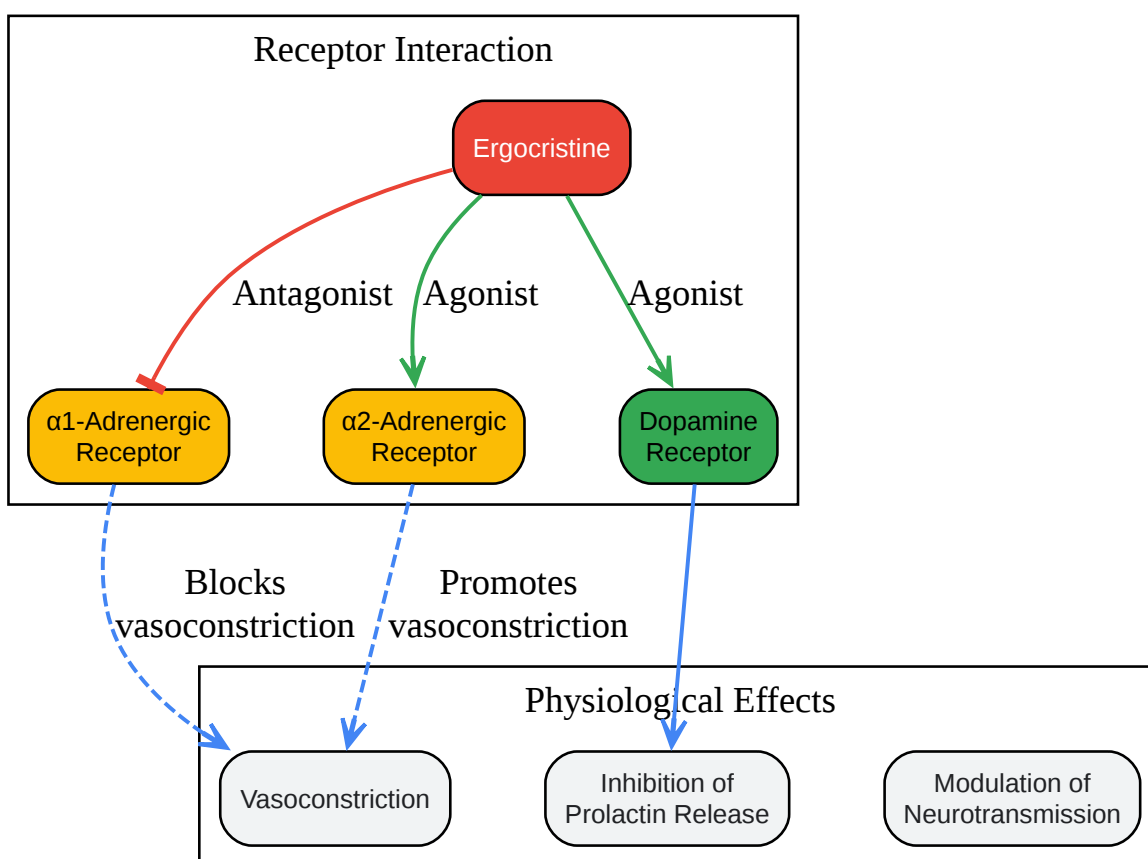 Receptor Interaction
Ergocristine
Antagonist
Agonist
Agonist
α1-Adrenergic
Receptor
α2-Adrenergic
Receptor
Dopamine
Receptor
Blocks
vasoconstriction
Promotes
vasoconstriction
Physiological Effects
Vasoconstriction
Inhibition of
Prolactin Release
Modulation of
Neurotransmission